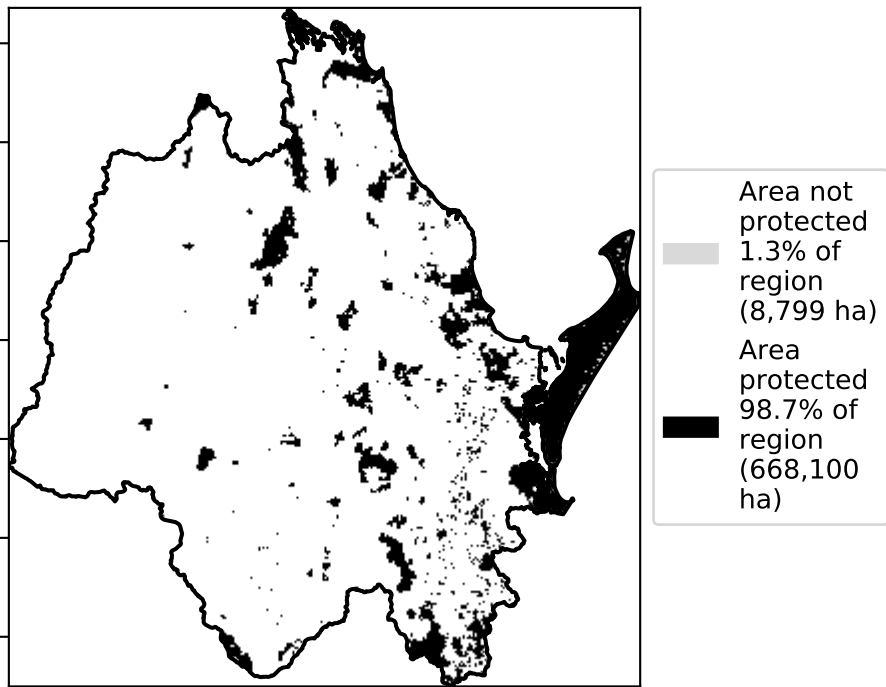 Area not
protected
1.3% of
region
(8,799 ha)
Area
protected
98.7% of
region
(668,100
ha)